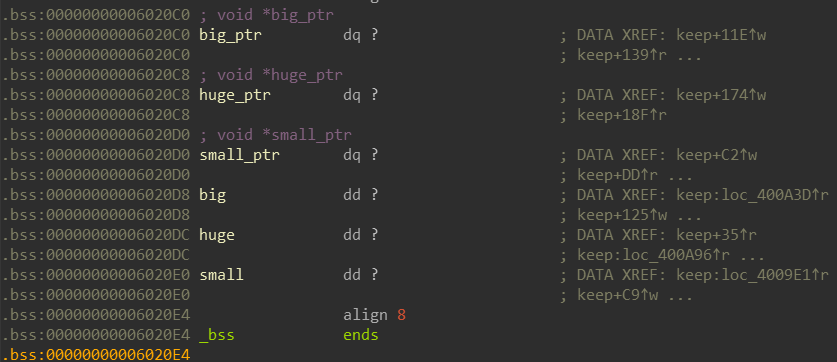 .bss:00000000006020C0 ; void *big_ptr
.bss:00000000006020C0 big_ptr dq ? ; DATA XREF: keep+11E↑w
.bss:00000000006020C0 ; keep+139↑r ...
.bss:00000000006020C8 ; void *huge_ptr
.bss:00000000006020C8 huge_ptr dq ? ; DATA XREF: keep+174↑w
.bss:00000000006020C8 ; keep+18F↑r
.bss:00000000006020D0 ; void *small_ptr
.bss:00000000006020D0 small_ptr dq ? ; DATA XREF: keep+C2↑w
.bss:00000000006020D0 ; keep+DD↑r ...
.bss:00000000006020D8 big dd ? ; DATA XREF: keep:loc_400A3D↑r
.bss:00000000006020D8 ; keep+125↑w ...
.bss:00000000006020DC huge dd ? ; DATA XREF: keep+35↑r
.bss:00000000006020DC ; keep:loc_400A96↑r ...
.bss:00000000006020E0 small dd ? ; DATA XREF: keep:loc_4009E1↑r
.bss:00000000006020E0 ; keep+C9↑w ...
.bss:00000000006020E4 align 8
.bss:00000000006020E4 _bss ends
.bss:00000000006020E4